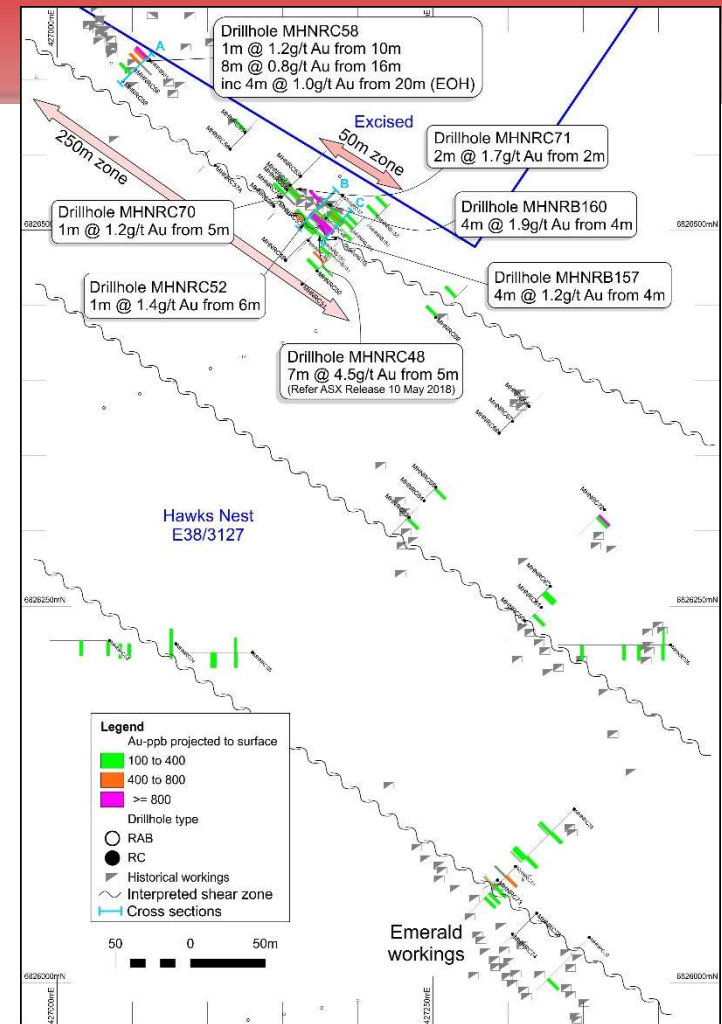 427000mE
mE
A
Drillhole MHNRC58
1m @ 1.2g/t Au from 10m
8m @ 0.8g/t Au from 16m
inc 4m @ 1.0g/t Au from 20m (EOH)
Excised
250m zone
50m zone
Drillhole MHNRC71
2m @ 1.7g/t Au from 2m
B
C
Drillhole MHNRC70
1m @ 1.2g/t Au from 5m
Drillhole MHNRB160
4m @ 1.9g/t Au from 4m
6826500mN
Drillhole MHNRC52
1m @ 1.4g/t Au from 6m
Drillhole MHNRB157
4m @ 1.2g/t Au from 4m
Drillhole MHNRC48
7m @ 4.5g/t Au from 5m
(Refer ASX Release 10 May 2018)
Hawks Nest
E38/3127
6826250mN
6826250mN
Legend
Au-ppb projected to surface
100 to 400
400 to 800
>= 800
Drillhole type
RAB
RC
Historical workings
Interpreted shear zone
Cross sections
50 0 50m
Emerald
workings
6826000mN
6826000mN
427000mE
427250mE